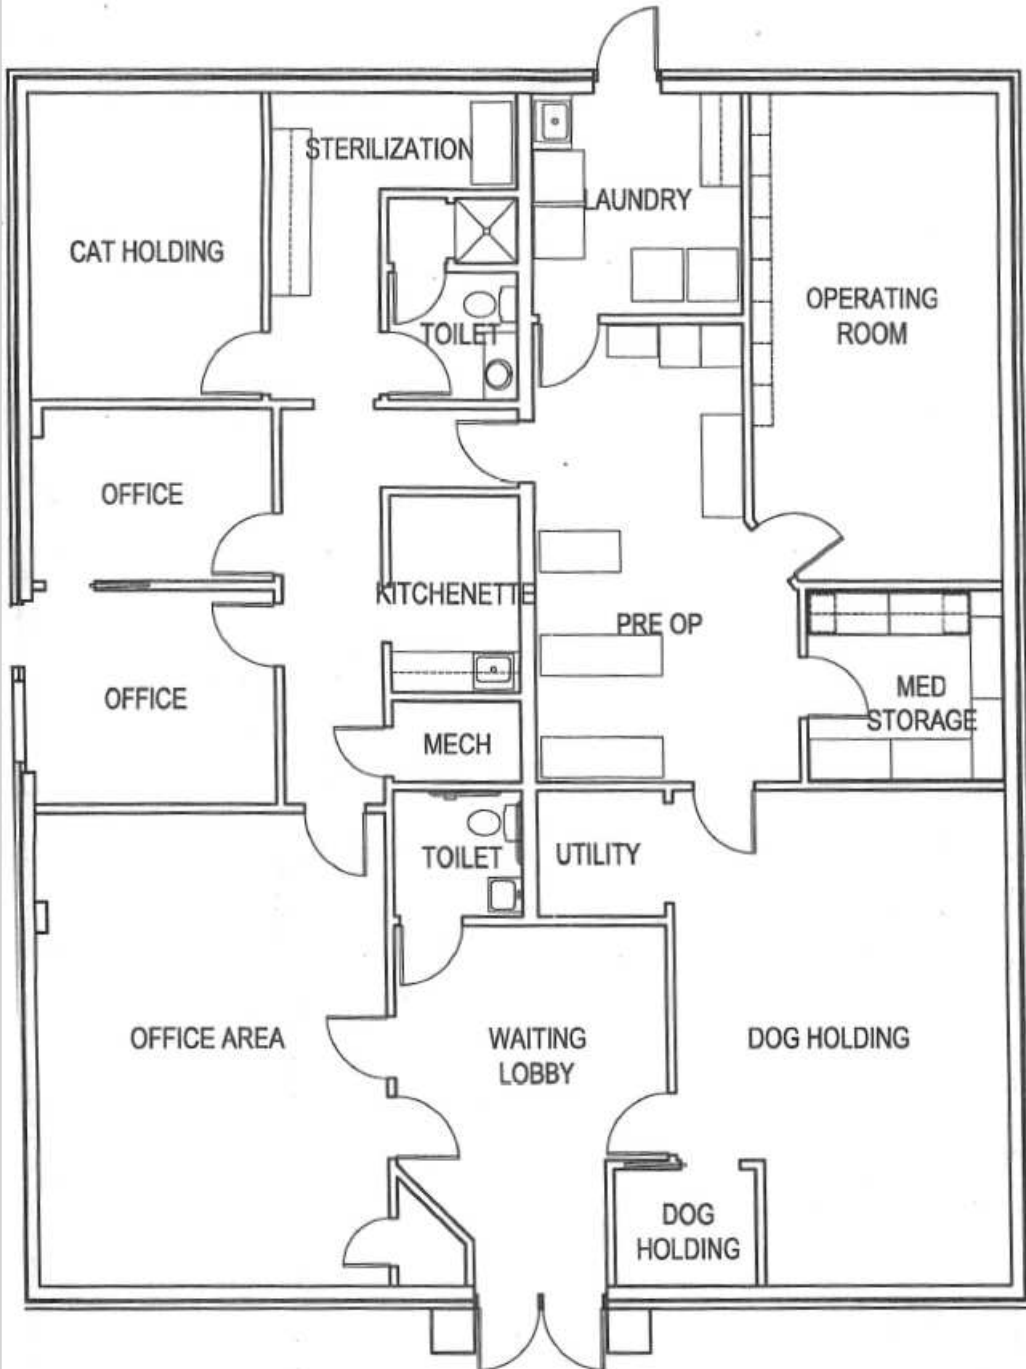 STERILIZATION
LAUNDRY
CAT HOLDING
OPERATING
ROOM
TOILET
OFFICE
KITCHENETTE
PRE OP
OFFICE
MED
STORAGE
MECH
TOILET
UTILITY
OFFICE AREA
WAITING
LOBBY
DOG HOLDING
DOG
HOLDING